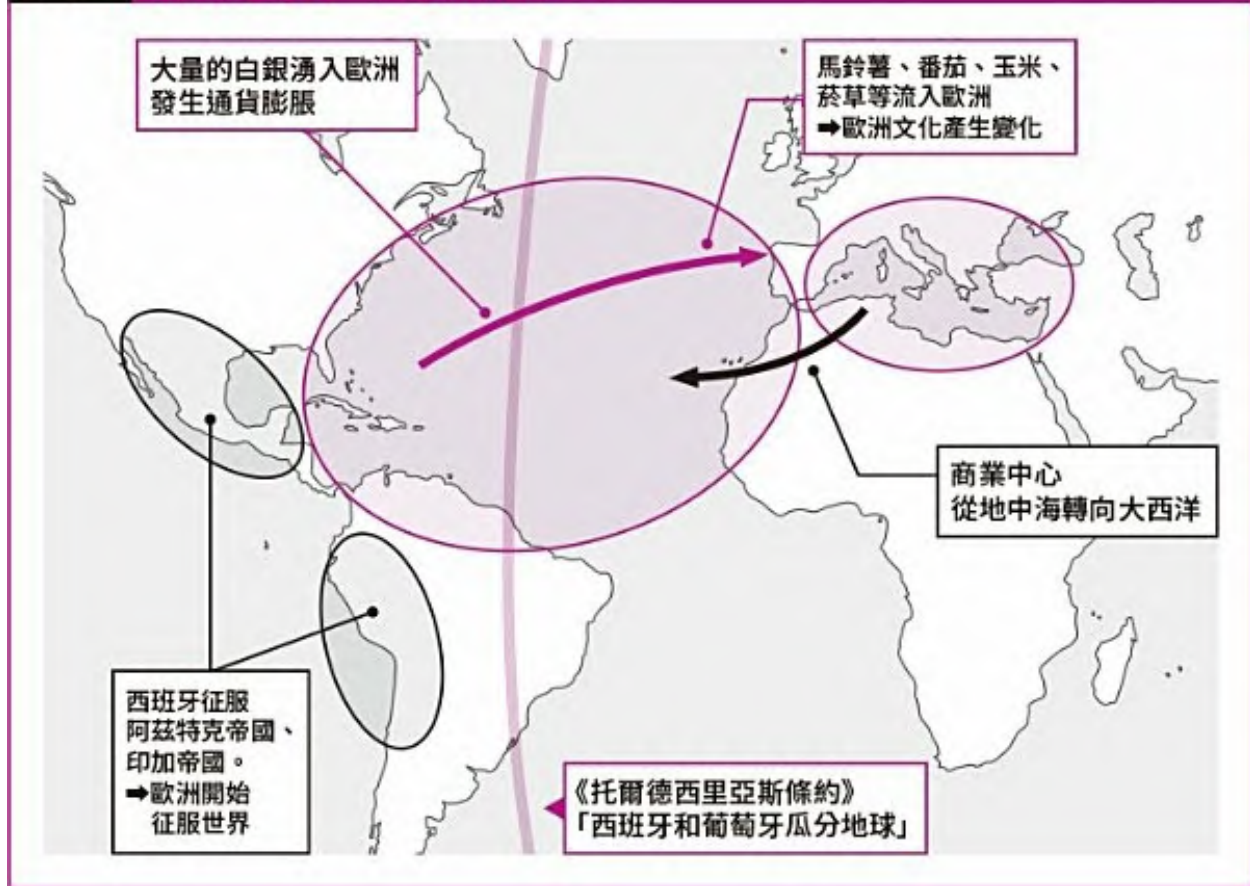 大量的白銀湧入歐洲
發生通貨膨脹
馬鈴薯、番茄、玉米、
菸草等流入歐洲
➡歐洲文化產生變化
商業中心
從地中海轉向大西洋
西班牙征服
阿茲特克帝國、
印加帝國。
➡歐洲開始
征服世界
《托爾德西里亞斯條約》
「西班牙和葡萄牙瓜分地球」